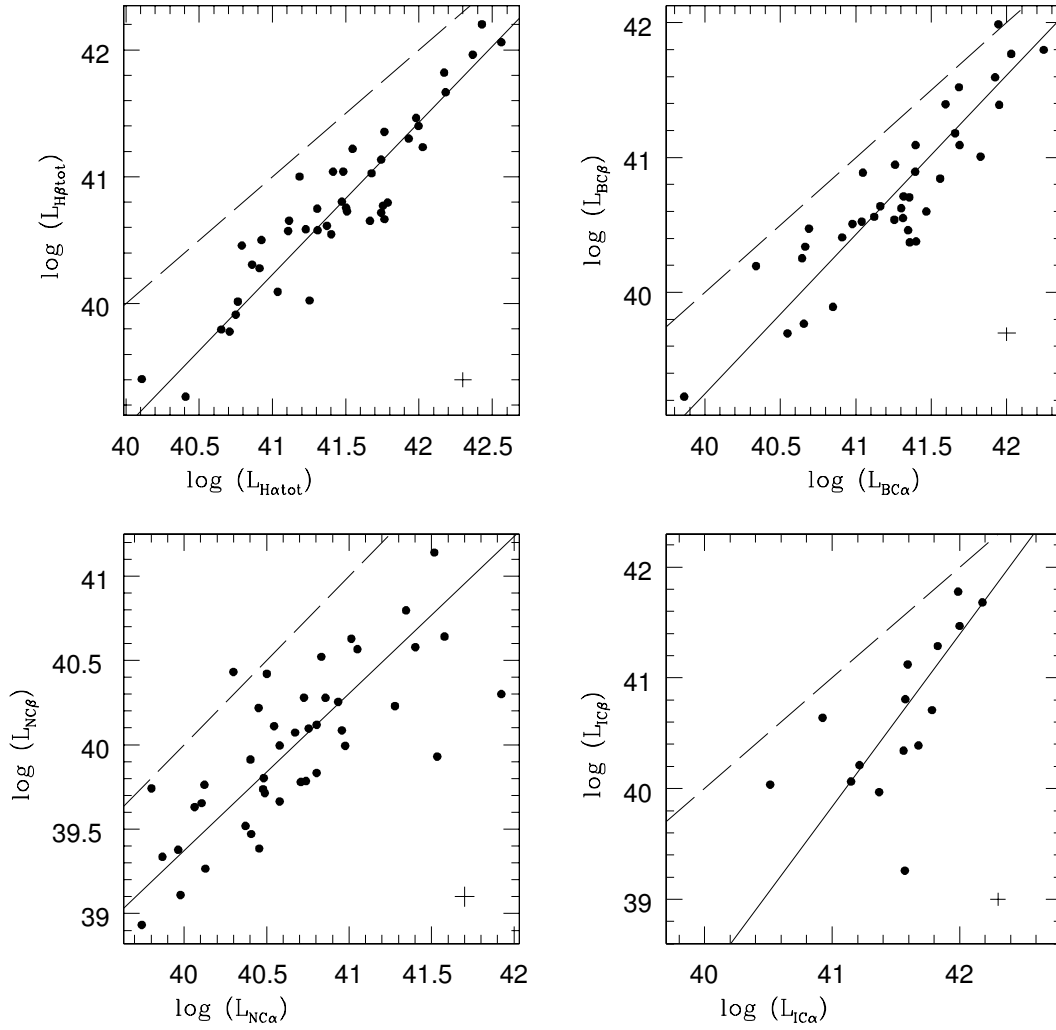 42
41
40
log (L_Hβtot)
40 40.5 41 41.5 42 42.5
log (L_Hαtot)
42
41
40
log (L_BCβ)
40 40.5 41 41.5 42
log (L_BCα)
41
40.5
40
39.5
39
log (L_NCβ)
40 40.5 41 41.5 42
log (L_NCα)
42
41
40
39
log (L_ICβ)
40 41 42
log (L_ICα)